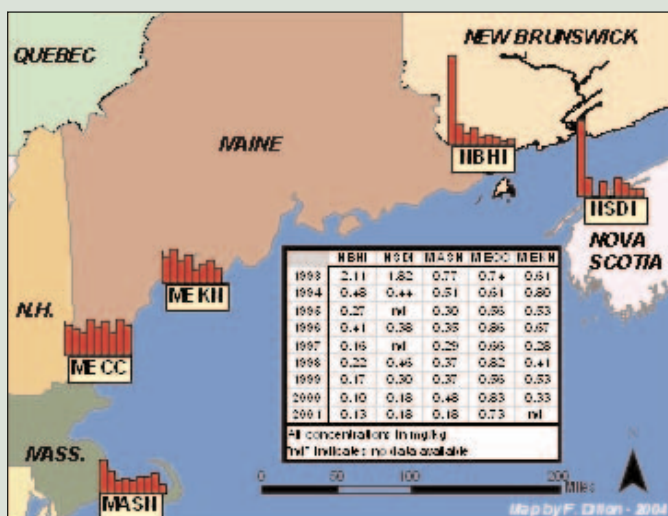 QUEBEC
NEW BRUNSWICK
MAINE
NBHI
NSDI
NOVA
SCOTIA
N.H.
MEKN
MECC
MASS.
MASN
NBHI NSDI MASN MECC MEKN
1993 2.11 1.82 0.77 0.74 0.61
1994 0.48 0.44 0.51 0.61 0.80
1995 0.27 nd 0.30 0.56 0.53
1996 0.41 0.38 0.35 0.86 0.67
1997 0.16 nd 0.29 0.66 0.28
1998 0.22 0.46 0.37 0.82 0.41
1999 0.17 0.30 0.37 0.56 0.53
2000 0.10 0.18 0.48 0.83 0.33
2001 0.13 0.18 0.18 0.73 nd
All concentrations in mg/kg
"nd" indicates no data available
0 50 100 200
Miles
N
Map by F. Dillon - 2004